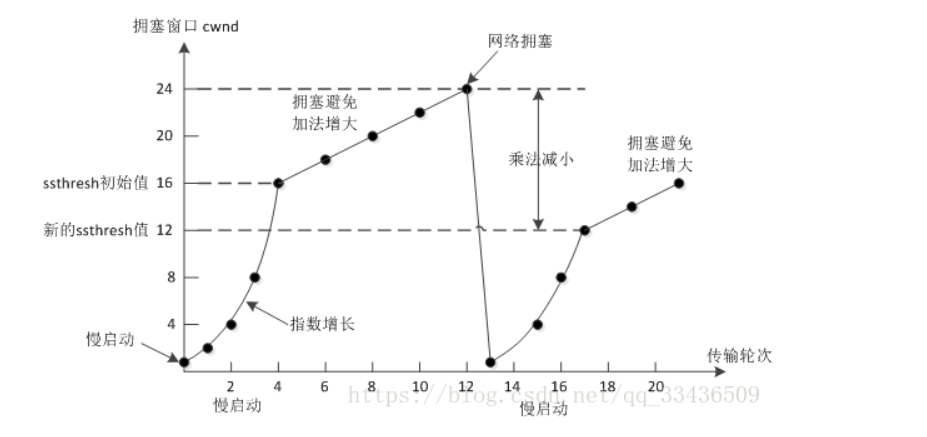 拥塞窗口 cwnd
网络拥塞
24
拥塞避免
加法增大
20
乘法减小
拥塞避免
加法增大
ssthresh初始值 16
新的ssthresh值 12
8
4
指数增长
慢启动
传输轮次
2 4 6 8 10 12 14 16 18 20
慢启动
慢启动
https://blog.csdn.net/qq_33436509